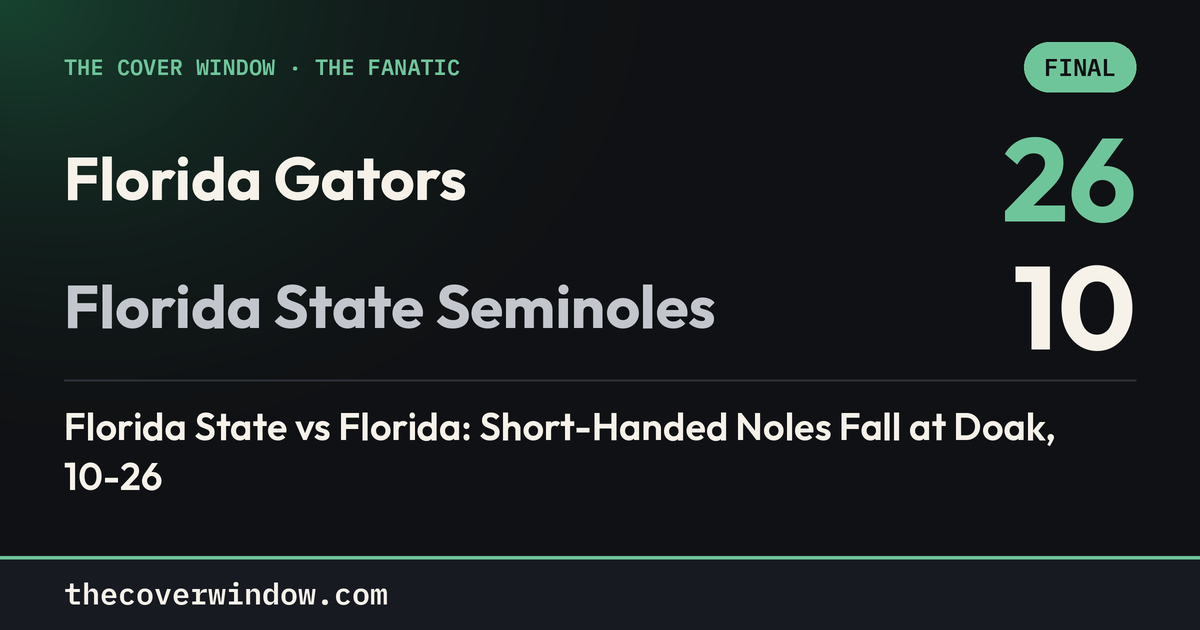 THE COVER WINDOW · THE FANATIC
FINAL
Florida Gators 26
Florida State Seminoles 10
Florida State vs Florida: Short-Handed Noles Fall at Doak,
10-26
thecoverwindow.com